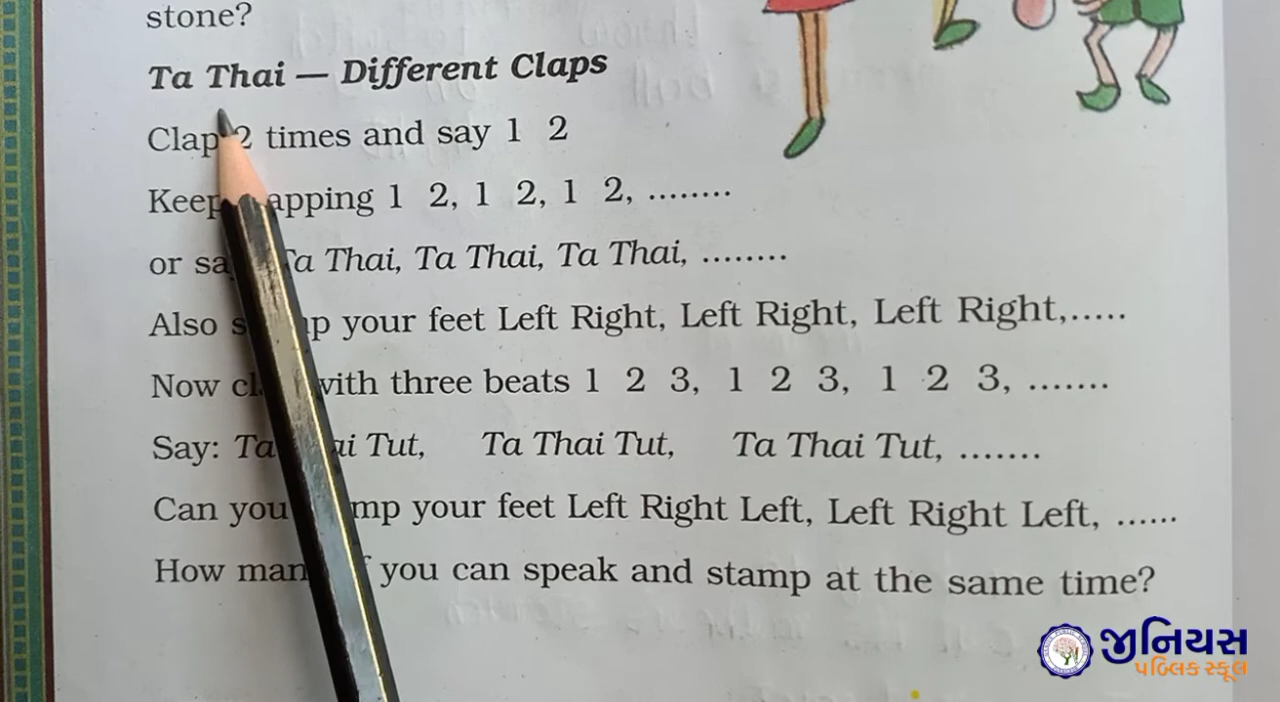 stone?
Ta Thai — Different Claps
Clap 2 times and say 1 2
Keep apping 1 2, 1 2, 1 2, ........
or sa Ta Thai, Ta Thai, Ta Thai, ........
Also s mp your feet Left Right, Left Right, Left Right,.....
Now cl with three beats 1 2 3, 1 2 3, 1 2 3, .......
Say: Ta ai Tut, Ta Thai Tut, Ta Thai Tut, .......
Can you mp your feet Left Right Left, Left Right Left, ......
How man f you can speak and stamp at the same time?
જીનિયસ
પબ્લિક સ્કૂલ